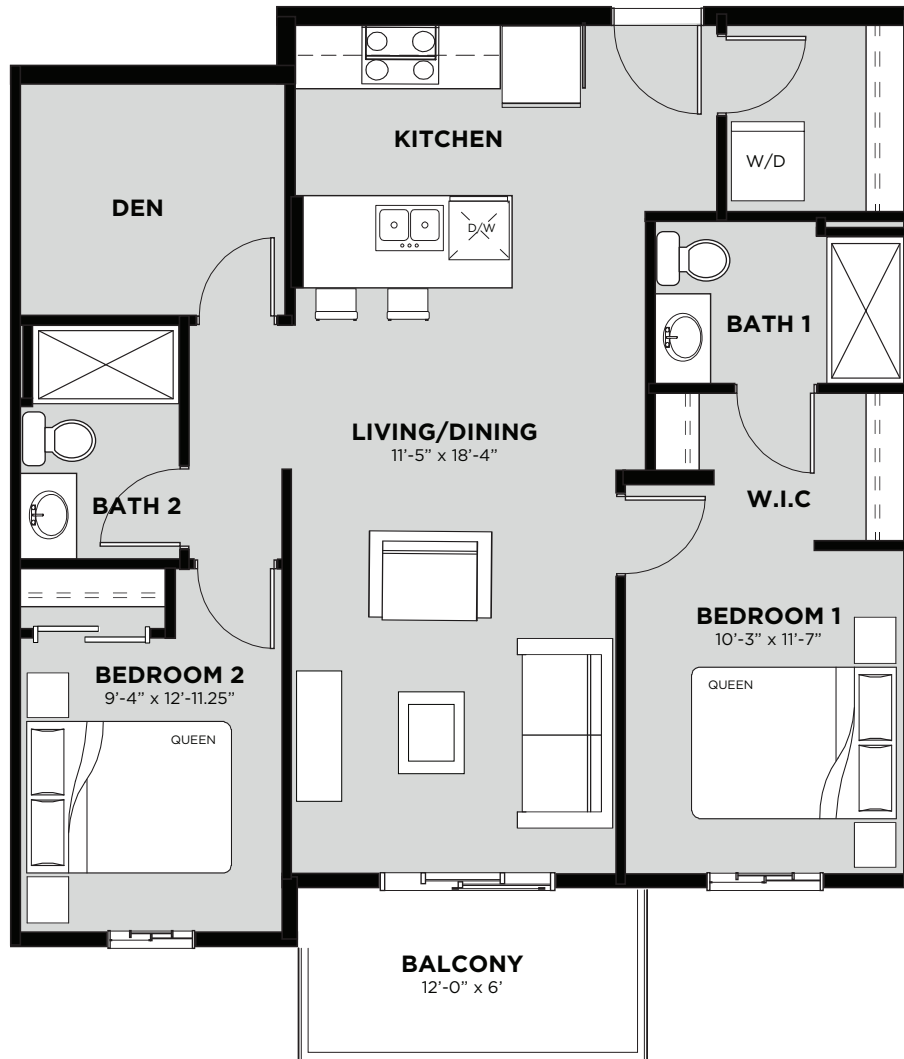 KITCHEN
W/D
DEN
D/W
BATH 1
LIVING/DINING
11'-5" x 18'-4"
W.I.C
BATH 2
BEDROOM 1
10'-3" x 11'-7"
BEDROOM 2
9'-4" x 12'-11.25"
QUEEN
QUEEN
BALCONY
12'-0" x 6'